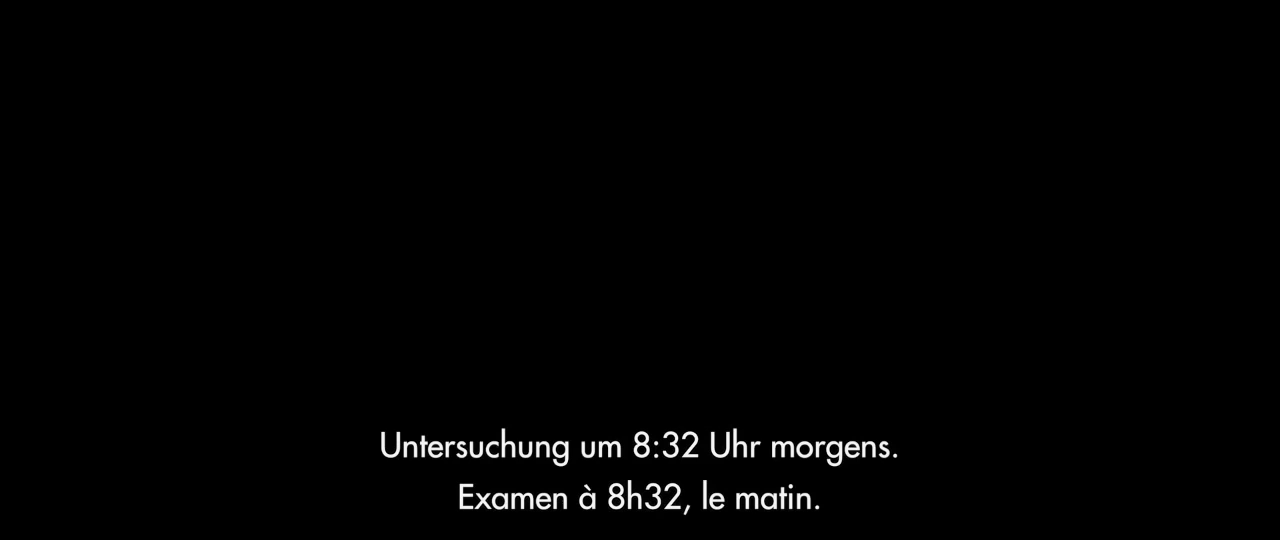 Untersuchung um 8:32 Uhr morgens.
Examen à 8h32, le matin.